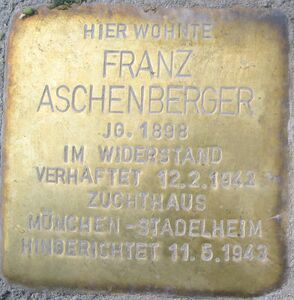 HIER WOHNTE
FRANZ
ASCHENBERGER
JG. 1898
IM WIDERSTAND
VERHAFTET 12.2.1942
ZUCHTHAUS
MÜNCHEN-STADELHEIM
HINGERICHTET 11.5.1943